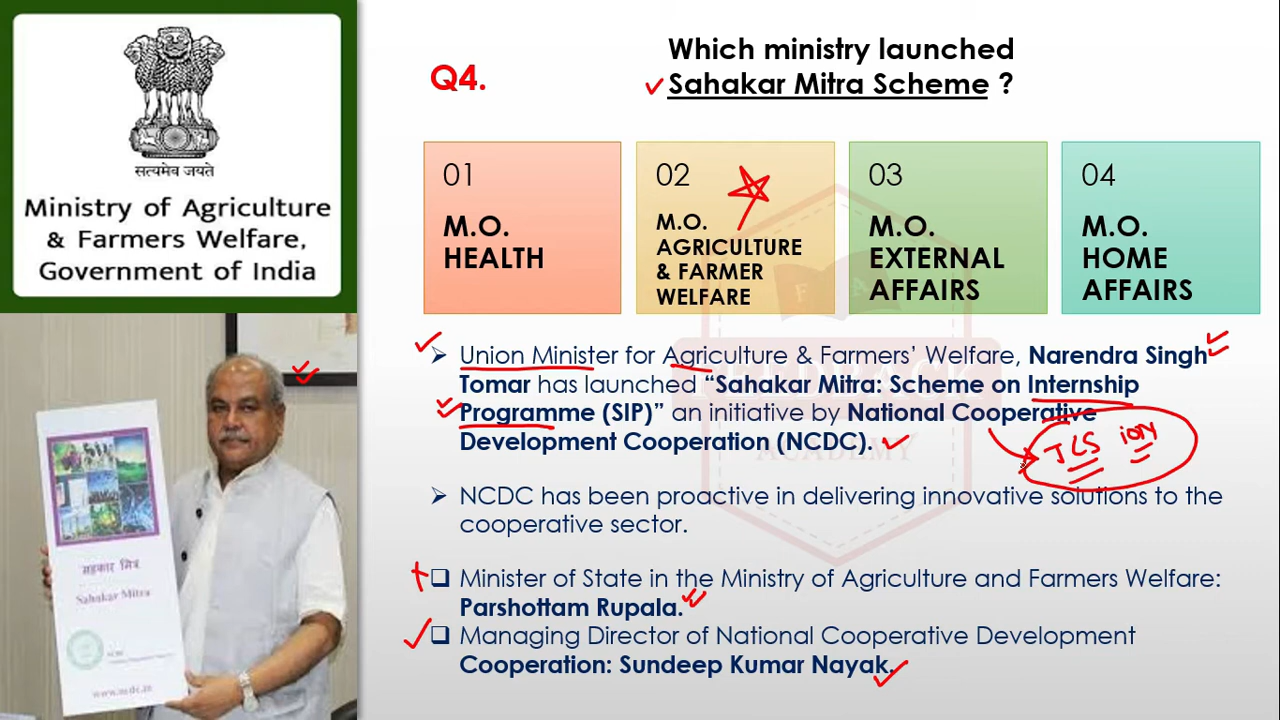 सत्यमेव जयते
Ministry of Agriculture
& Farmers Welfare,
Government of India
सहकार मित्र
Sahakar Mitra
www.ncdc.in
Q4.
Which ministry launched
Sahakar Mitra Scheme ?
01
M.O.
HEALTH
02
M.O.
AGRICULTURE
& FARMER
WELFARE
03
M.O.
EXTERNAL
AFFAIRS
04
M.O.
HOME
AFFAIRS
➢ Union Minister for Agriculture & Farmers’ Welfare, Narendra Singh
Tomar has launched “Sahakar Mitra: Scheme on Internship
Programme (SIP)” an initiative by National Cooperative
Development Cooperation (NCDC).
➢ NCDC has been proactive in delivering innovative solutions to the
cooperative sector.
❑ Minister of State in the Ministry of Agriculture and Farmers Welfare:
Parshottam Rupala.
❑ Managing Director of National Cooperative Development
Cooperation: Sundeep Kumar Nayak.
ACADEMY